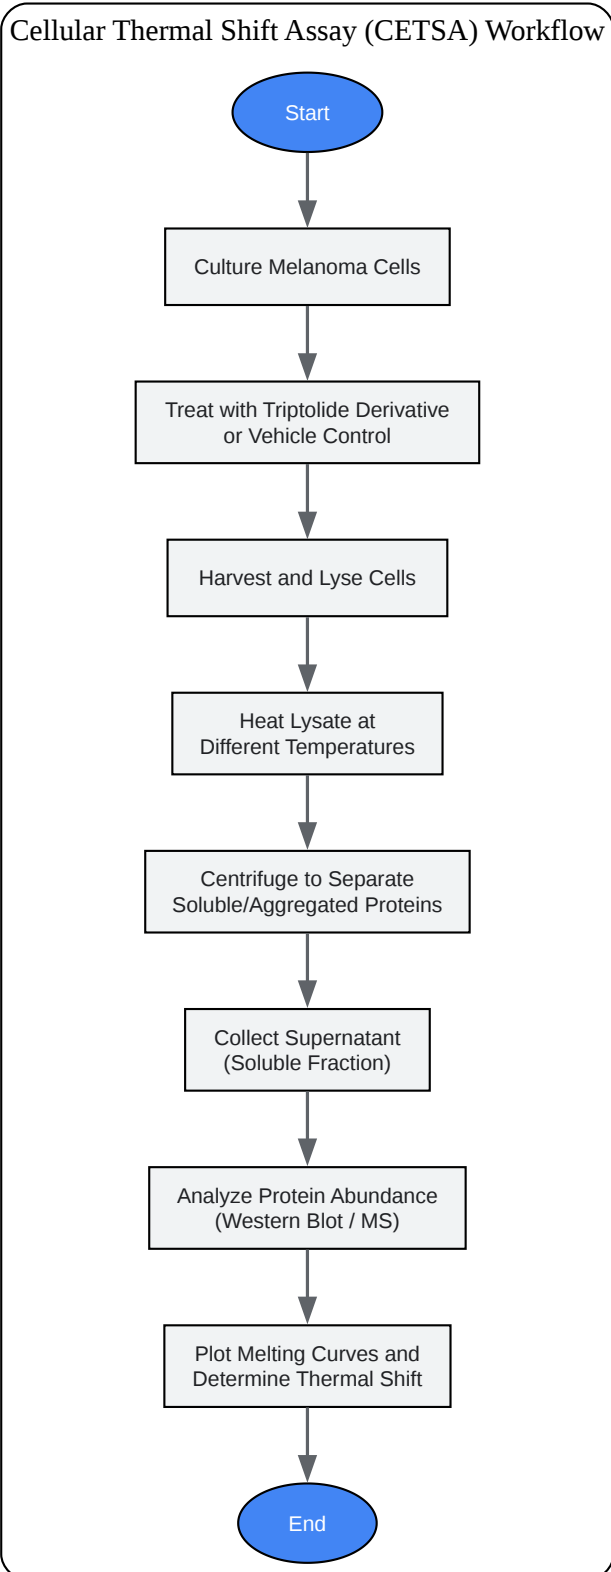 Cellular Thermal Shift Assay (CETSA) Workflow
Start
Culture Melanoma Cells
Treat with Triptolide Derivative
or Vehicle Control
Harvest and Lyse Cells
Heat Lysate at
Different Temperatures
Centrifuge to Separate
Soluble/Aggregated Proteins
Collect Supernatant
(Soluble Fraction)
Analyze Protein Abundance
(Western Blot / MS)
Plot Melting Curves and
Determine Thermal Shift
End